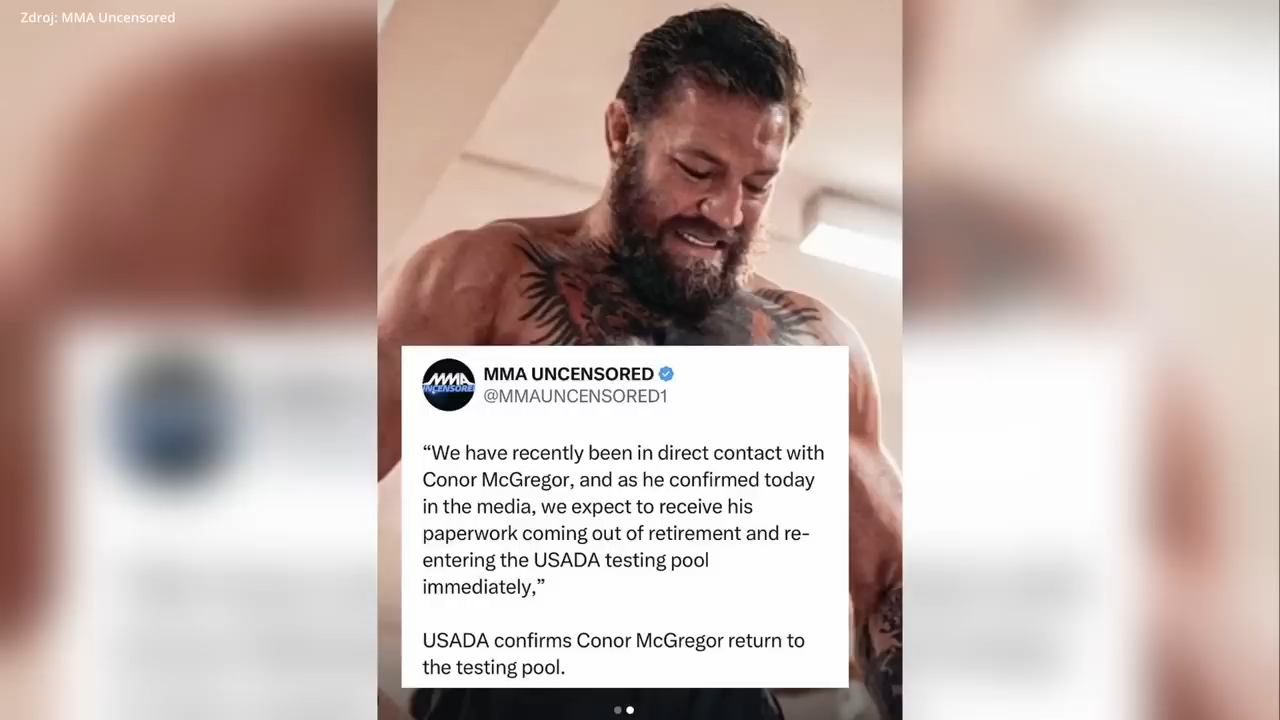 Zdroj: MMA Uncensored
MMA UNCENSORED
MMA UNCENSORED
@MMAUNCENSORED1
“We have recently been in direct contact with
Conor McGregor, and as he confirmed today
in the media, we expect to receive his
paperwork coming out of retirement and re-
entering the USADA testing pool
immediately,”
USADA confirms Conor McGregor return to
the testing pool.